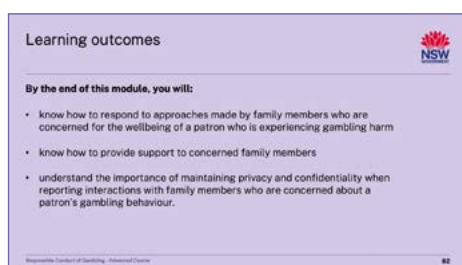 Learning outcomes
NSW
GOVERNMENT
By the end of this module, you will:
• know how to respond to approaches made by family members who are
concerned for the wellbeing of a patron who is experiencing gambling harm
• know how to provide support to concerned family members
• understand the importance of maintaining privacy and confidentiality when
reporting interactions with family members who are concerned about a
patron's gambling behaviour.
Responsible Conduct of Gambling - Advanced Course
62